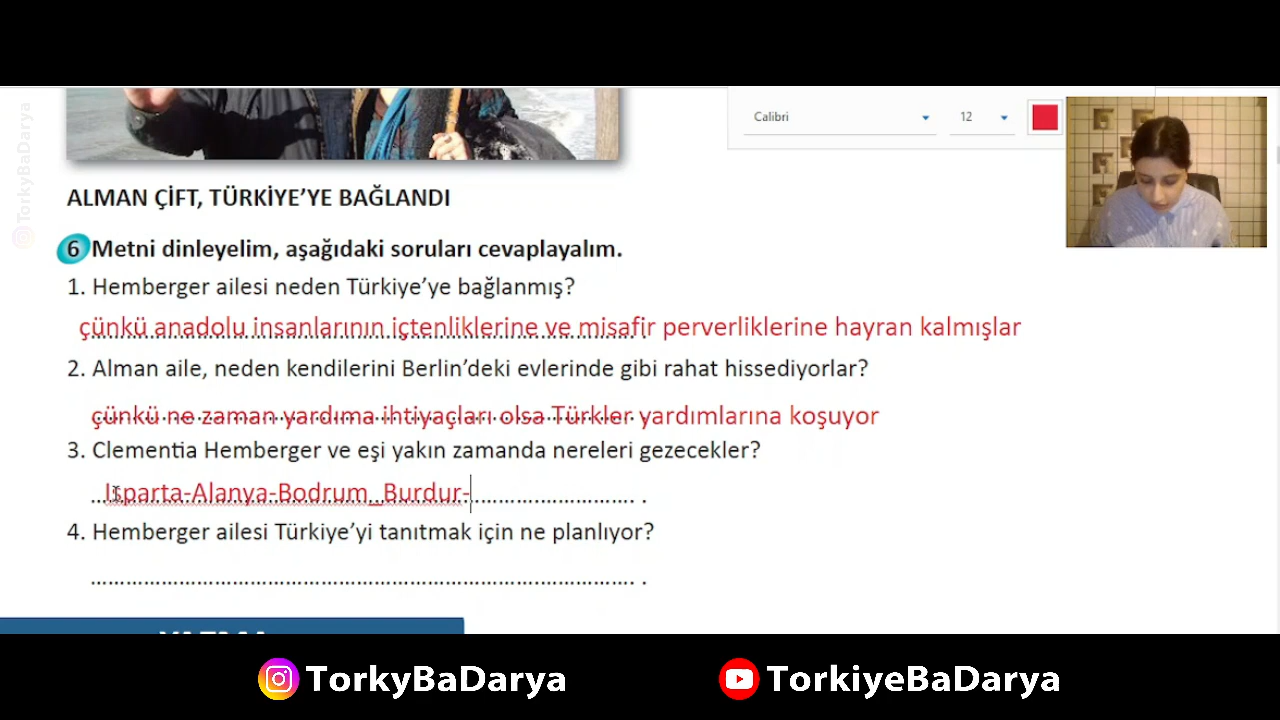 Calibri
12
TorkyBaDarya
ALMAN ÇİFT, TÜRKİYE'YE BAĞLANDI
6 Metni dinleyelim, aşağıdaki soruları cevaplayalım.
1. Hemberger ailesi neden Türkiye'ye bağlanmış?
çünkü anadolu insanlarının içtenliklerine ve misafir perverliklerine hayran kalmışlar
2. Alman aile, neden kendilerini Berlin'deki evlerinde gibi rahat hissediyorlar?
çünkü ne zaman yardıma ihtiyaçları olsa Türkler yardımlarına koşuyor
3. Clementia Hemberger ve eşi yakın zamanda nereleri gezecekler?
Isparta-Alanya-Bodrum_Burdur-
4. Hemberger ailesi Türkiye'yi tanıtmak için ne planlıyor?
TorkyBaDarya
TorkiyeBaDarya